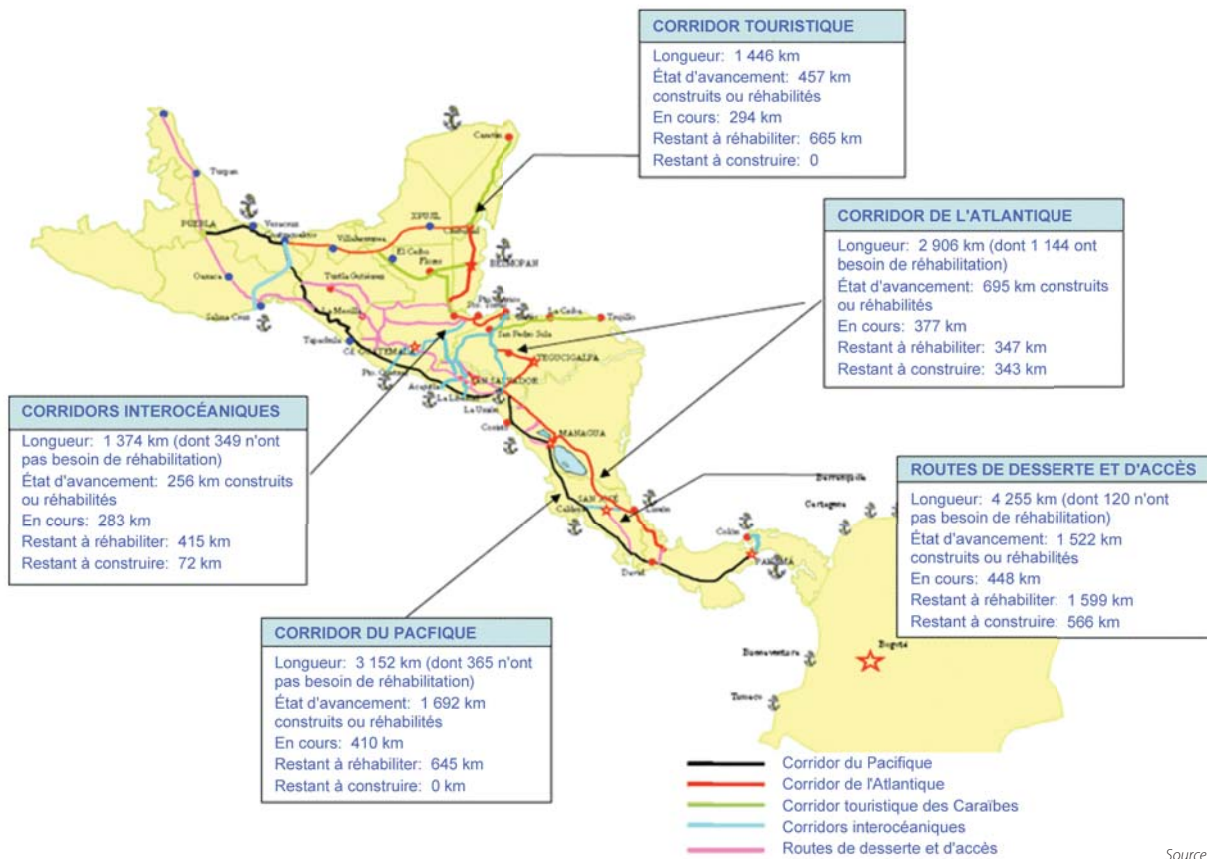 CORRIDOR TOURISTIQUE
Longueur: 1 446 km
État d'avancement: 457 km
construits ou réhabilités
En cours: 294 km
Restant à réhabiliter: 665 km
Restant à construire: 0
CORRIDOR DE L'ATLANTIQUE
Longueur: 2 906 km (dont 1 144 ont
besoin de réhabilitation)
État d'avancement: 695 km construits
ou réhabilités
En cours: 377 km
Restant à réhabiliter: 347 km
Restant à construire: 343 km
CORRIDORS INTEROCÉANIQUES
Longueur: 1 374 km (dont 349 n'ont
pas besoin de réhabilitation)
État d'avancement: 256 km construits
ou réhabilités
En cours: 283 km
Restant à réhabiliter: 415 km
Restant à construire: 72 km
ROUTES DE DESSERTE ET D'ACCÈS
Longueur: 4 255 km (dont 120 n'ont
pas besoin de réhabilitation)
État d'avancement: 1 522 km
construits ou réhabilités
En cours: 448 km
Restant à réhabiliter: 1 599 km
Restant à construire: 566 km
CORRIDOR DU PACFIQUE
Longueur: 3 152 km (dont 365 n'ont
pas besoin de réhabilitation)
État d'avancement: 1 692 km
construits ou réhabilités
En cours: 410 km
Restant à réhabiliter: 645 km
Restant à construire: 0 km
Tuxpan
PUEBLA
Veracruz
Villahermosa
XPUJIL
El Ceibo
Flores
BELMOPAN
Oaxaca
Tuxtla Gutiérrez
La Mesilla
Salina Cruz
Tapachula
Cd. GUATEMALA
San Pedro Sula
La Ceiba
Trujillo
TEGUCIGALPA
SAN SALVADOR
La Unión
Corinto
MANAGUA
SAN JOSÉ
Caldera
Limón
David
Colón
PANAMÁ
Barranquilla
Cartagena
Buenaventura
Tumaco
Bogotá
Corridor du Pacifique
Corridor de l'Atlantique
Corridor touristique des Caraïbes
Corridors interocéaniques
Routes de desserte et d'accès
Source